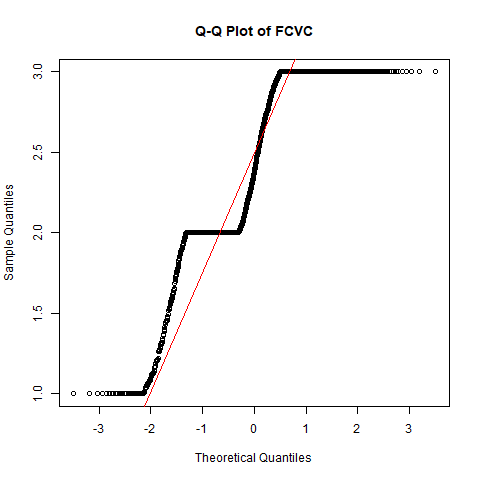 Q-Q Plot of FCVC
3.0
2.5
2.0
1.5
1.0
Sample Quantiles
-3 -2 -1 0 1 2 3
Theoretical Quantiles